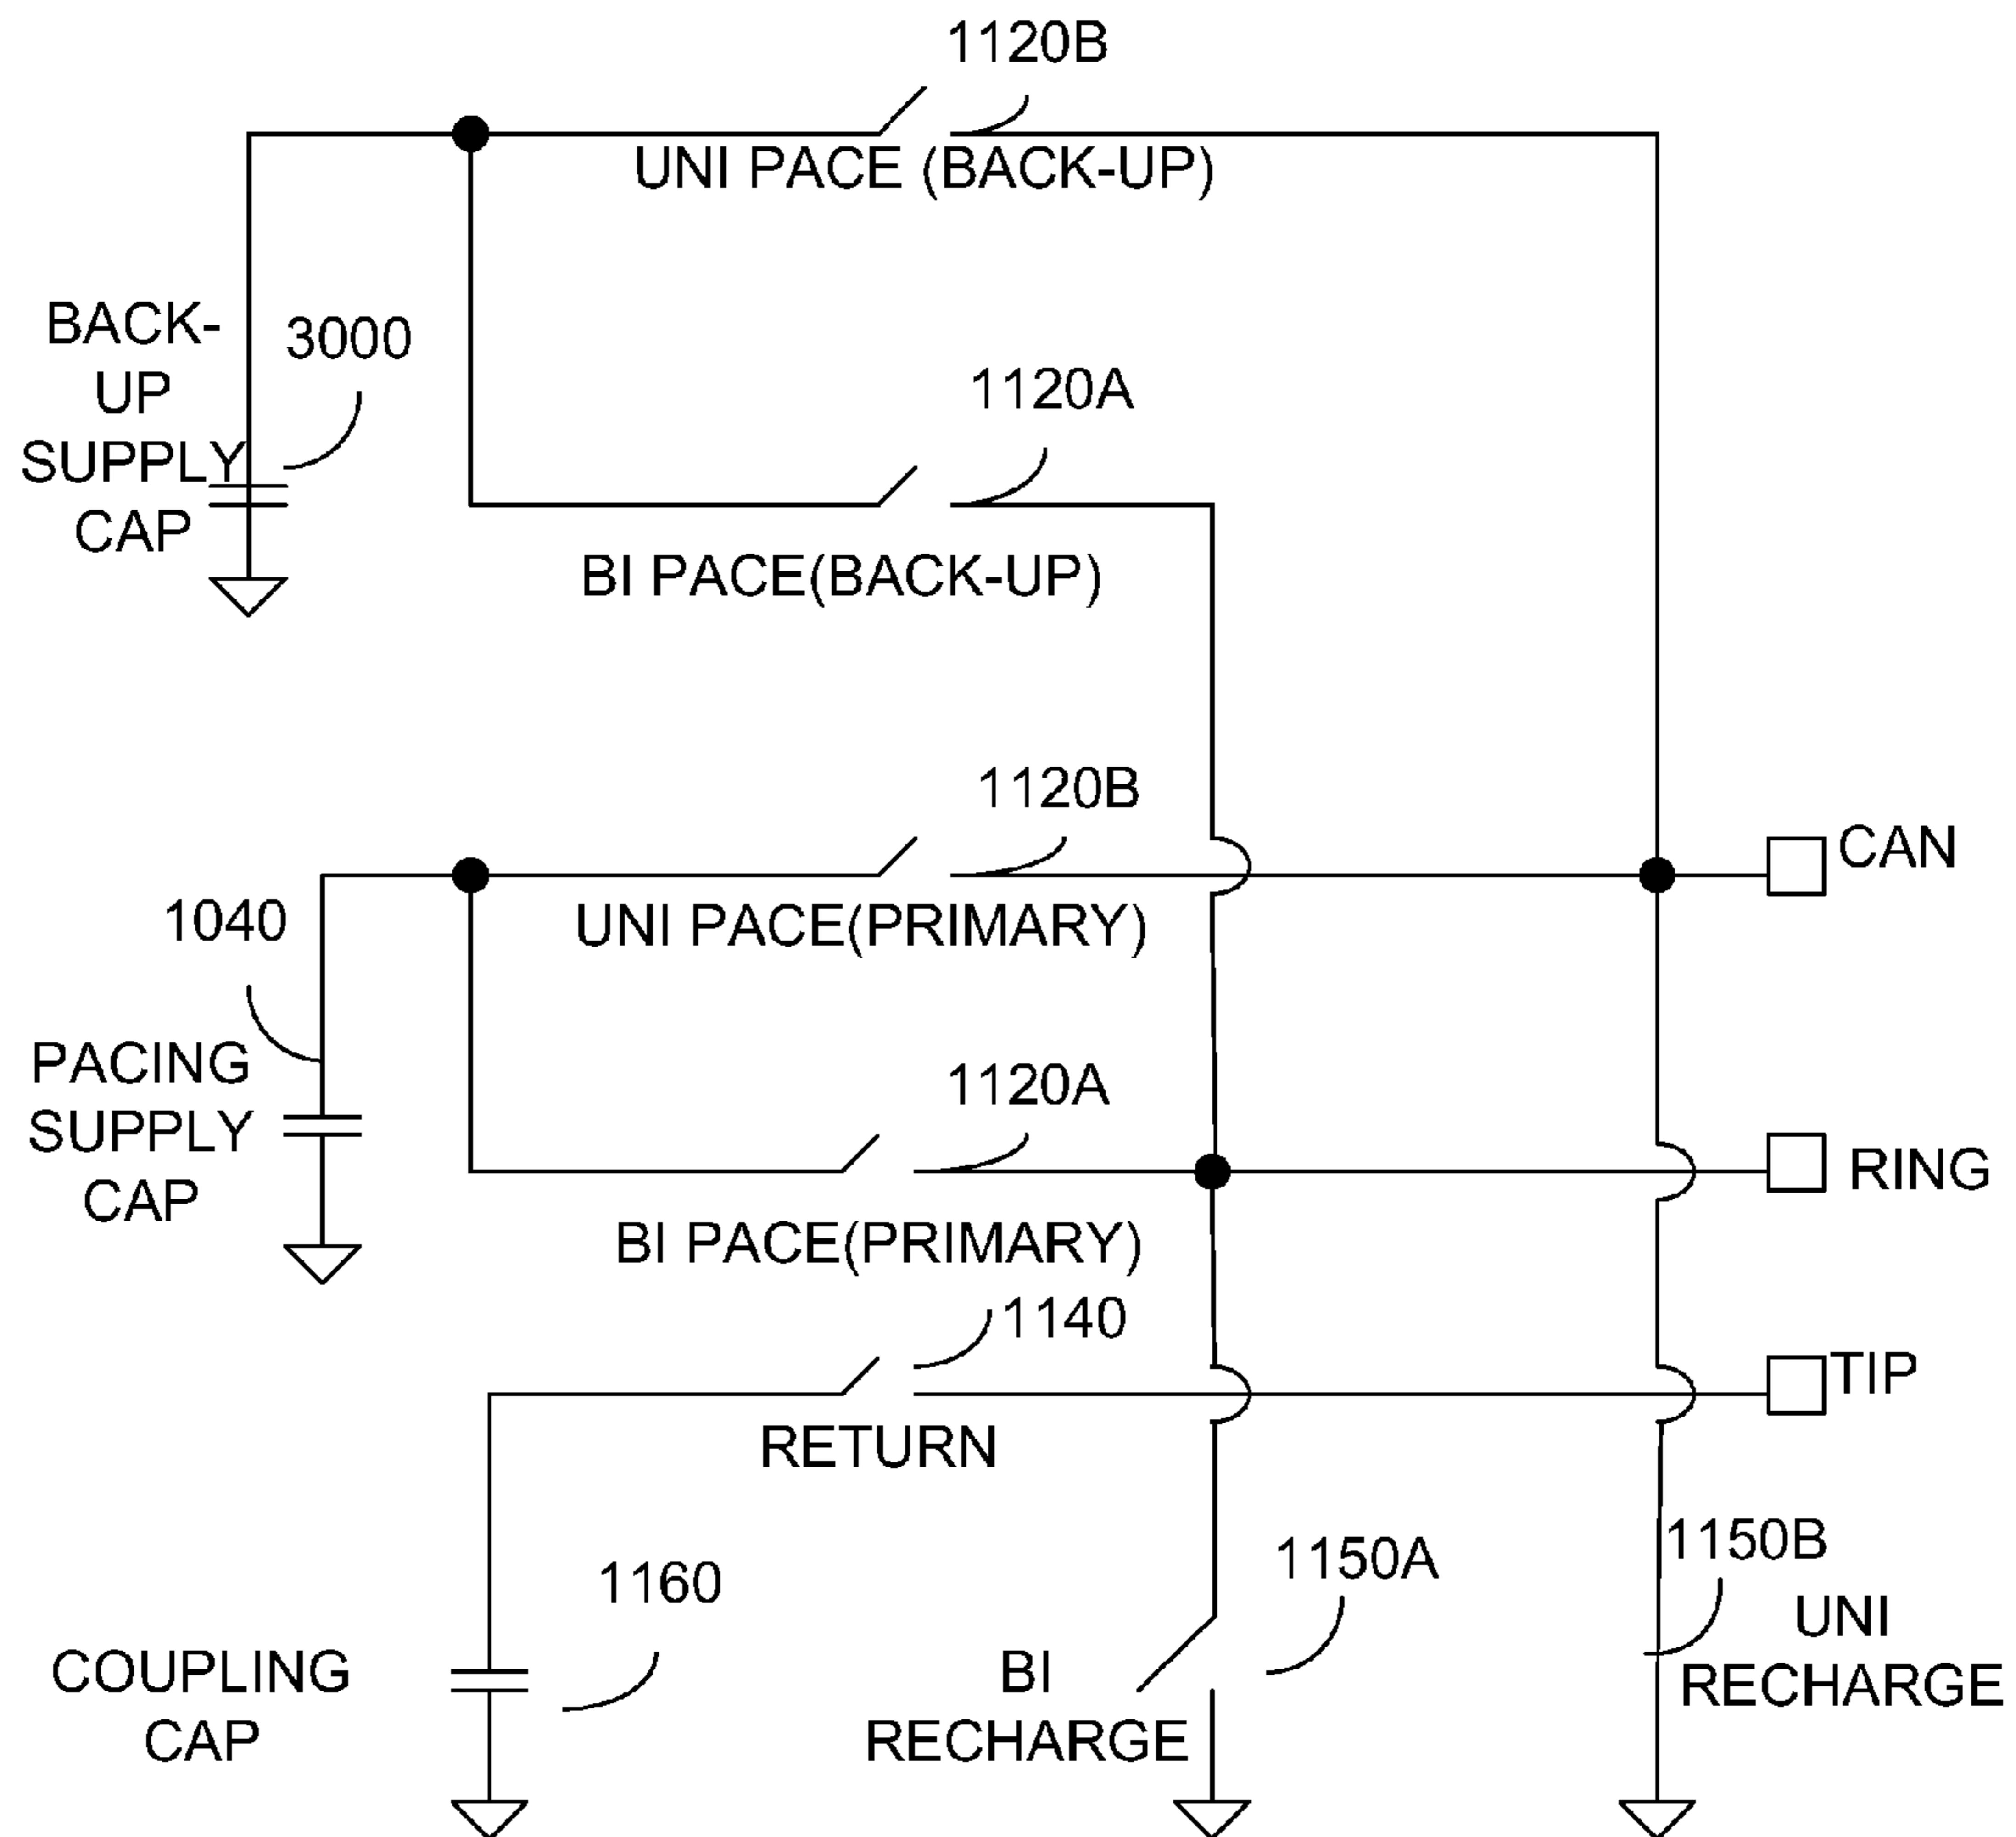 1120B
UNI PACE (BACK-UP)
BACK-
UP
SUPPLY
CAP
3000
1120A
BI PACE(BACK-UP)
1120B
CAN
UNI PACE(PRIMARY)
1040
PACING
SUPPLY
CAP
1120A
RING
BI PACE(PRIMARY)
1140
TIP
RETURN
1160
COUPLING
CAP
1150A
BI
RECHARGE
1150B
UNI
RECHARGE